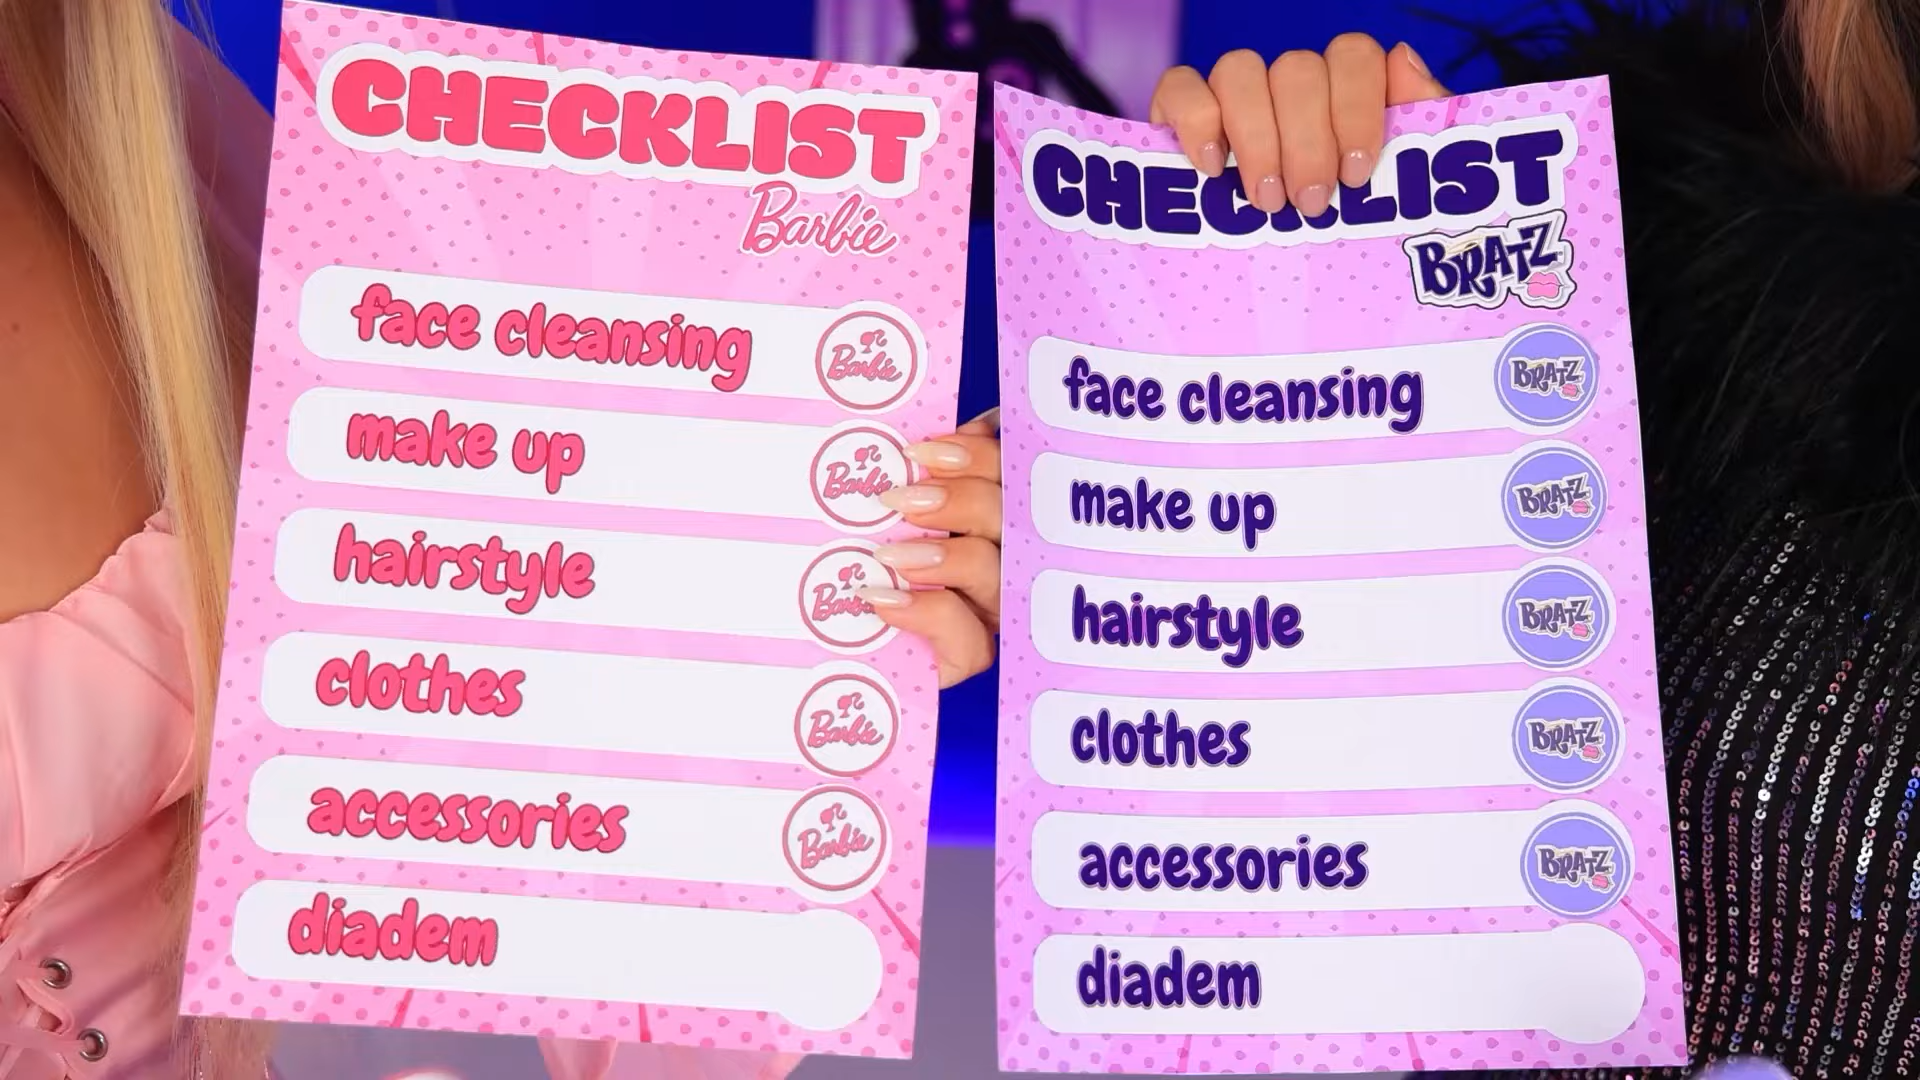 CHECKLIST
Barbie
face cleansing
Barbie
make up
Barbie
hairstyle
Barbie
clothes
Barbie
accessories
Barbie
diadem
CHECKLIST
BRATZ
face cleansing
BRATZ
make up
BRATZ
hairstyle
BRATZ
clothes
BRATZ
accessories
BRATZ
diadem